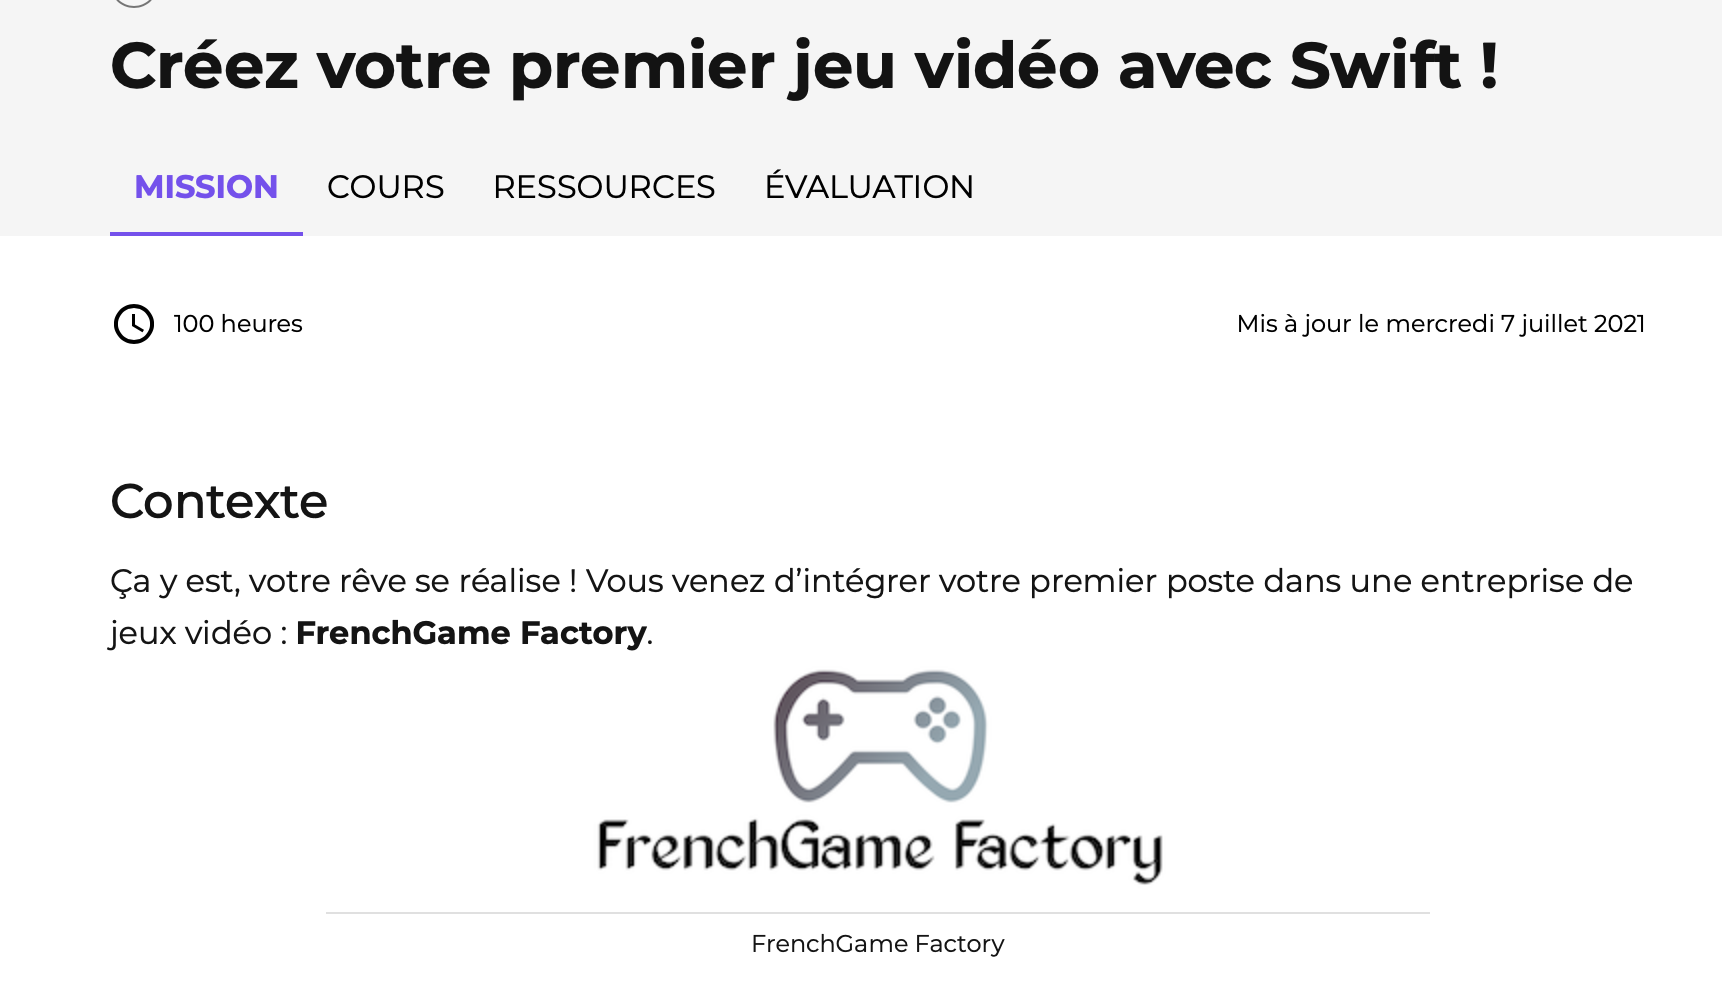 Créez votre premier jeu vidéo avec Swift !
MISSION COURS RESSOURCES ÉVALUATION
100 heures
Mis à jour le mercredi 7 juillet 2021
Contexte
Ça y est, votre rêve se réalise ! Vous venez d’intégrer votre premier poste dans une entreprise de
jeux vidéo : FrenchGame Factory.
FrenchGame Factory
FrenchGame Factory